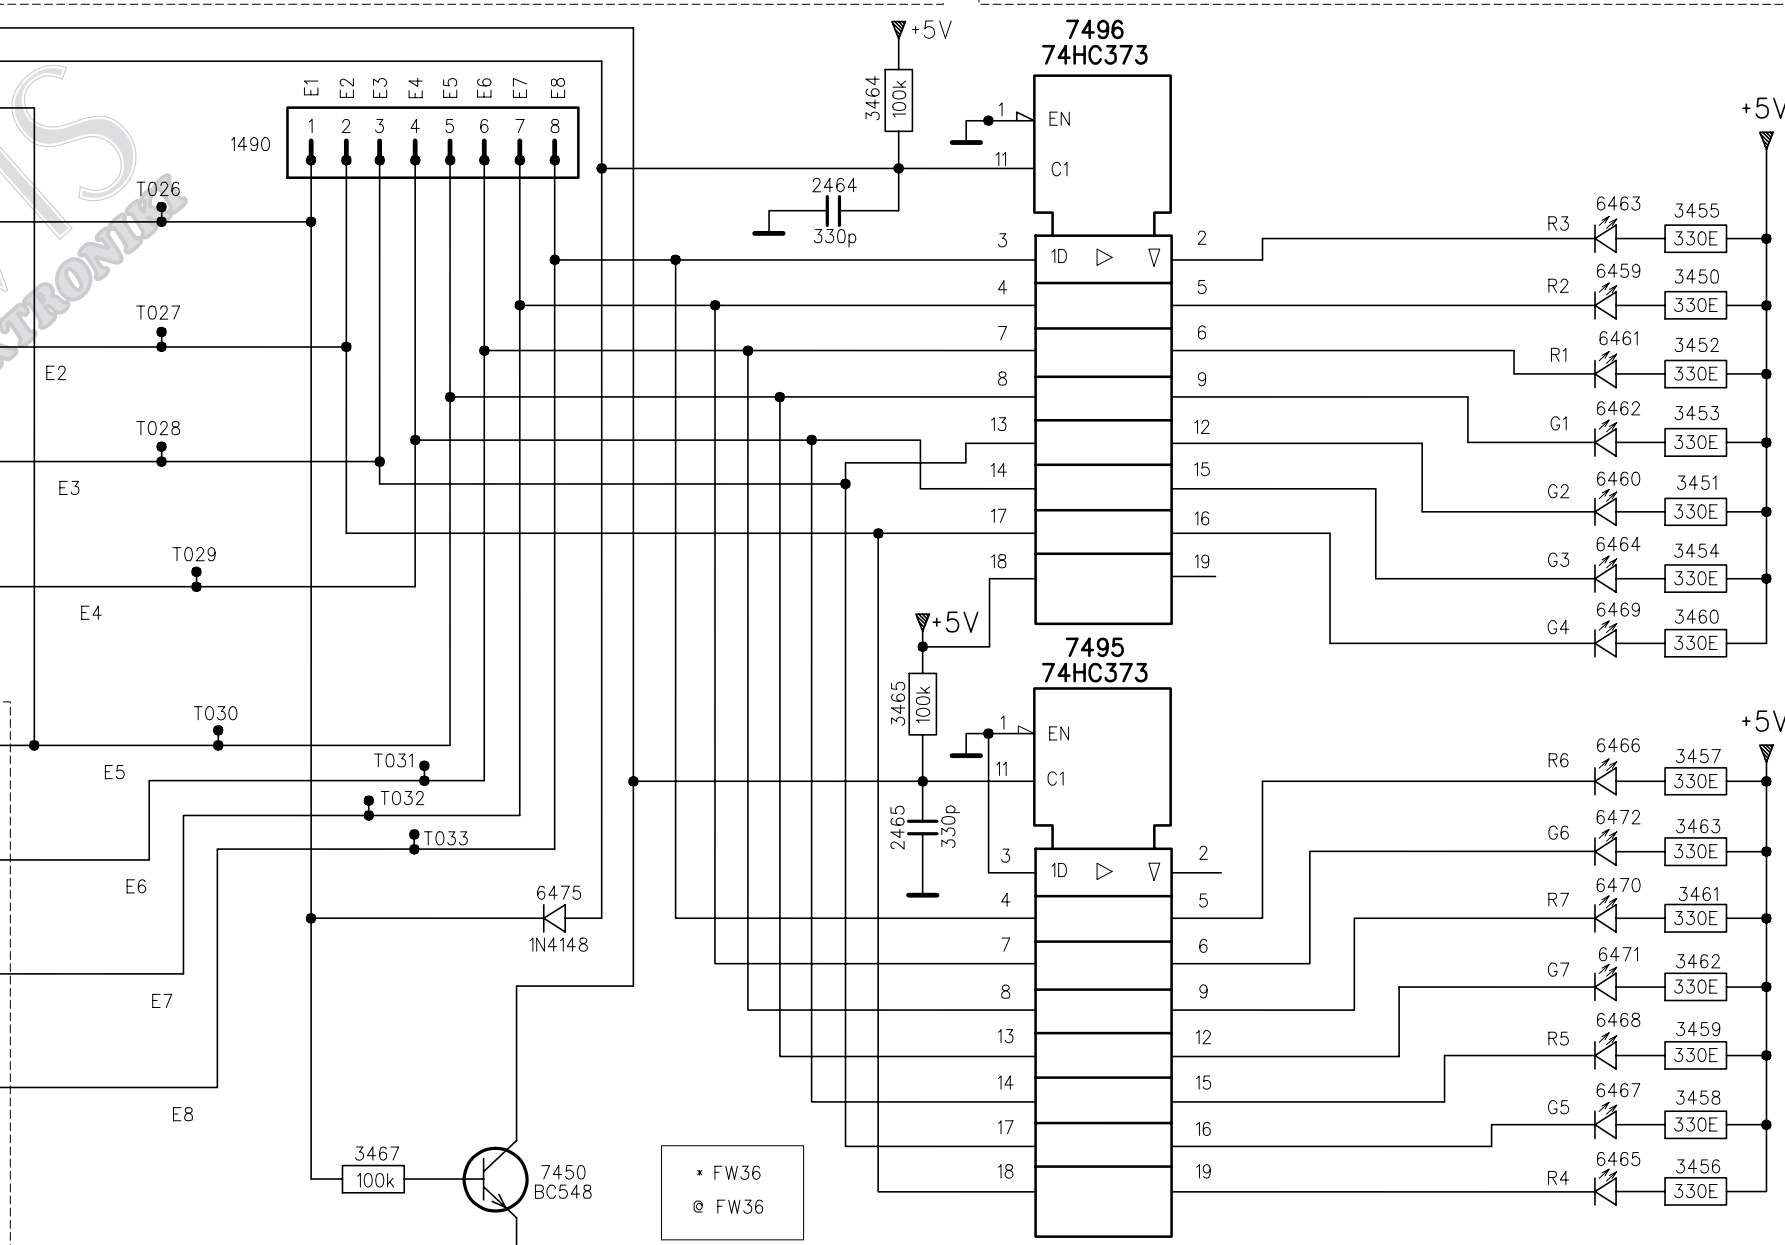 +5V
7496
74HC373
E1 E2 E3 E4 E5 E6 E7 E8
3464
100k
1 EN
+5V
1490
1 2 3 4 5 6 7 8
11 C1
T026
2464
330p
3 1D 2
R3 6463 3455
330E
4 5
R2 6459 3450
330E
T027
7 6
R1 6461 3452
330E
E2
8 9
G1 6462 3453
330E
T028
13 12
E3
14 15
G2 6460 3451
330E
17 16
T029
18 19
G3 6464 3454
330E
E4
+5V
G4 6469 3460
330E
7495
74HC373
3465
100k
T030
1 EN
+5V
E5
T031
11 C1
R6 6466 3457
330E
T032
2465
330p
T033
3 1D 2
G6 6472 3463
330E
E6
6475
1N4148
4 5
R7 6470 3461
330E
7 6
G7 6471 3462
330E
E7
8 9
13 12
R5 6468 3459
330E
14 15
E8
17 16
G5 6467 3458
330E
3467
100k
7450
BC548
* FW36
@ FW36
18 19
R4 6465 3456
330E